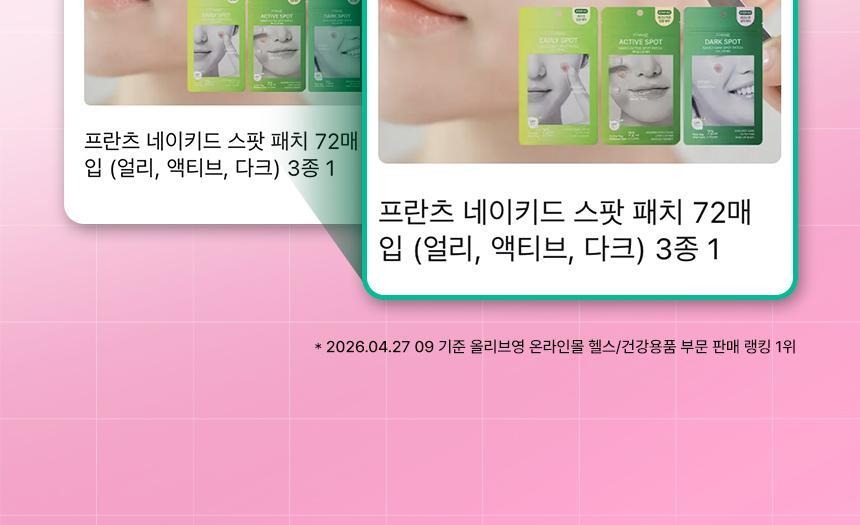 EARLY SPOT
ACTIVE SPOT
EARLY SPOT
ACTIVE SPOT
DARK SPOT
프란츠 네이키드 스팟 패치 72매
입 (얼리, 액티브, 다크) 3종 1
프란츠 네이키드 스팟 패치 72매
입 (얼리, 액티브, 다크) 3종 1
* 2026.04.27 09 기준 올리브영 온라인몰 헬스/건강용품 부문 판매 랭킹 1위